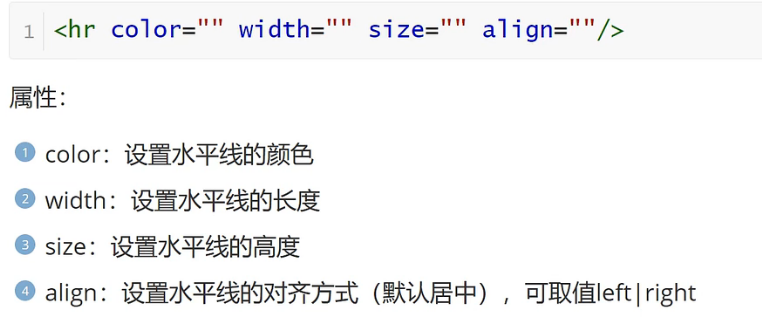 1 <hr color="" width="" size="" align=""/>
属性：
1 color：设置水平线的颜色
2 width：设置水平线的长度
3 size：设置水平线的高度
4 align：设置水平线的对齐方式（默认居中），可取值left|right